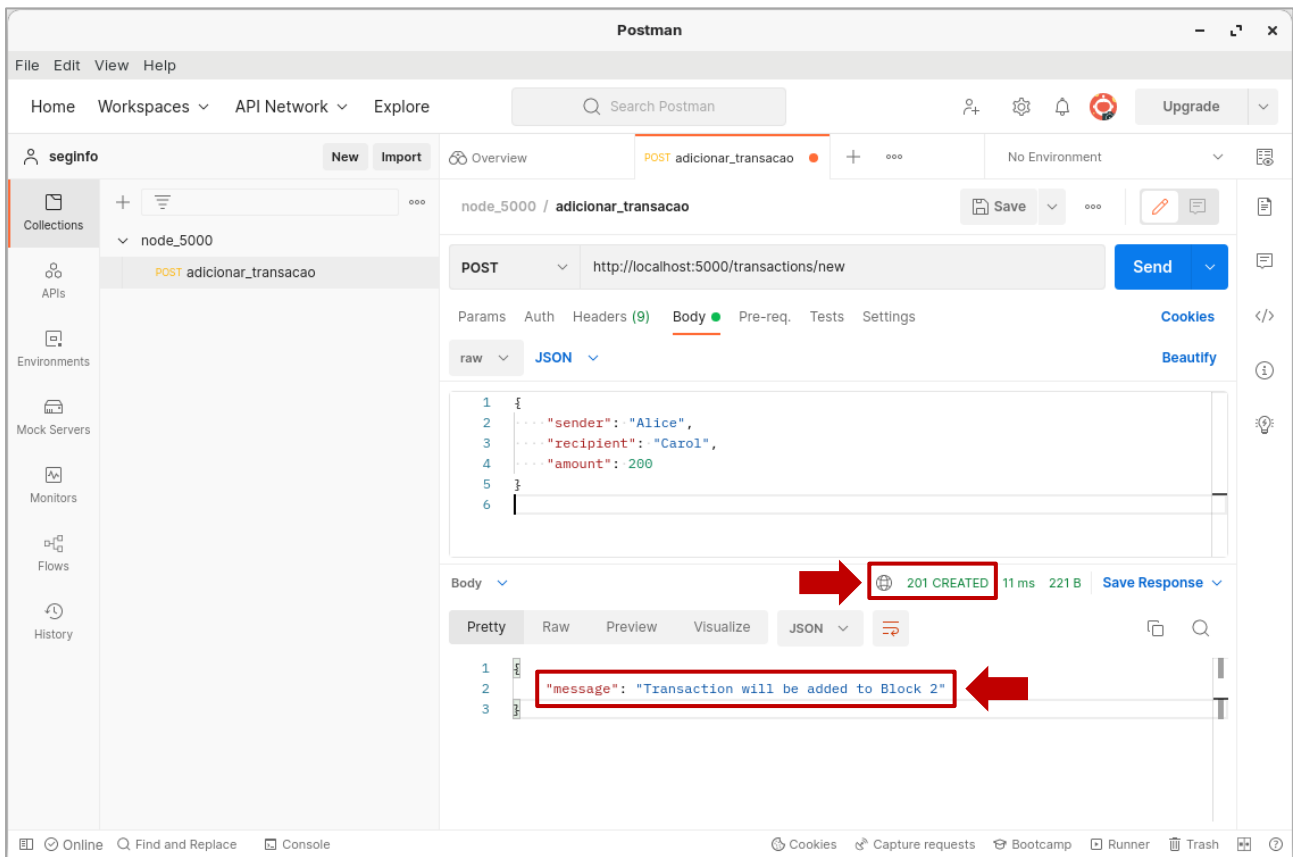 Postman
File Edit View Help
Home Workspaces API Network Explore Search Postman Upgrade
seginfo New Import Overview POST adicionar_transacao No Environment
Collections
APIs
Environments
Mock Servers
Monitors
Flows
History
node_5000
POST adicionar_transacao
node_5000 / adicionar_transacao Save
POST http://localhost:5000/transactions/new Send
Params Auth Headers (9) Body Pre-req. Tests Settings Cookies
raw JSON Beautify
1 {
2 "sender": "Alice",
3 "recipient": "Carol",
4 "amount": 200
5 }
6
Body 201 CREATED 11 ms 221 B Save Response
Pretty Raw Preview Visualize JSON
1 {
2 "message": "Transaction will be added to Block 2"
3 }
Online Find and Replace Console Cookies Capture requests Bootcamp Runner Trash